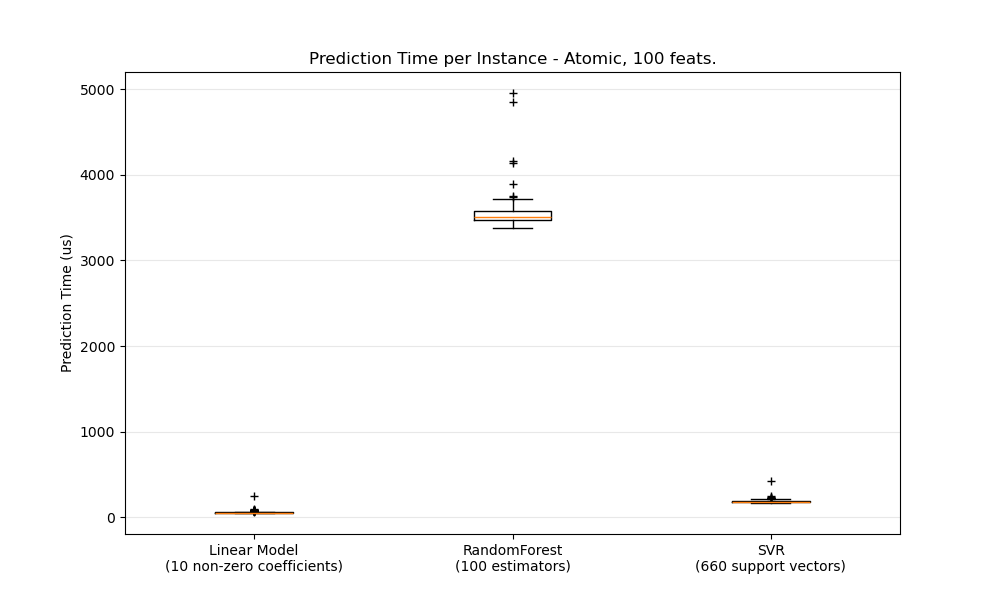 Prediction Time per Instance - Atomic, 100 feats.
Prediction Time (us)
5000
4000
3000
2000
1000
0
Linear Model
(10 non-zero coefficients)
RandomForest
(100 estimators)
SVR
(660 support vectors)